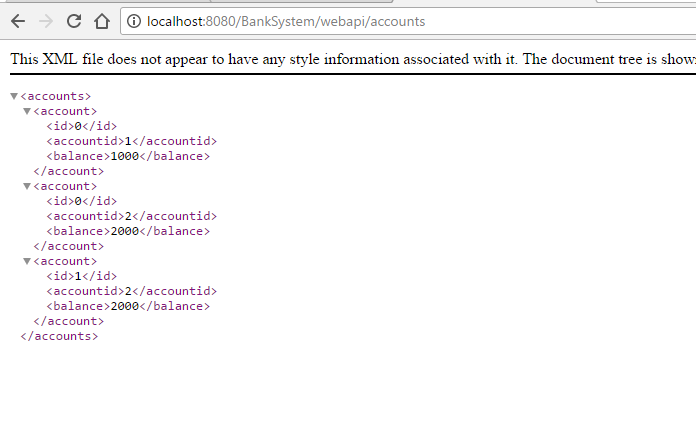 localhost:8080/BankSystem/webapi/accounts
This XML file does not appear to have any style information associated with it. The document tree is show
<accounts>
<account>
<id>0</id>
<accountid>1</accountid>
<balance>1000</balance>
</account>
<account>
<id>0</id>
<accountid>2</accountid>
<balance>2000</balance>
</account>
<account>
<id>1</id>
<accountid>2</accountid>
<balance>2000</balance>
</account>
</accounts>